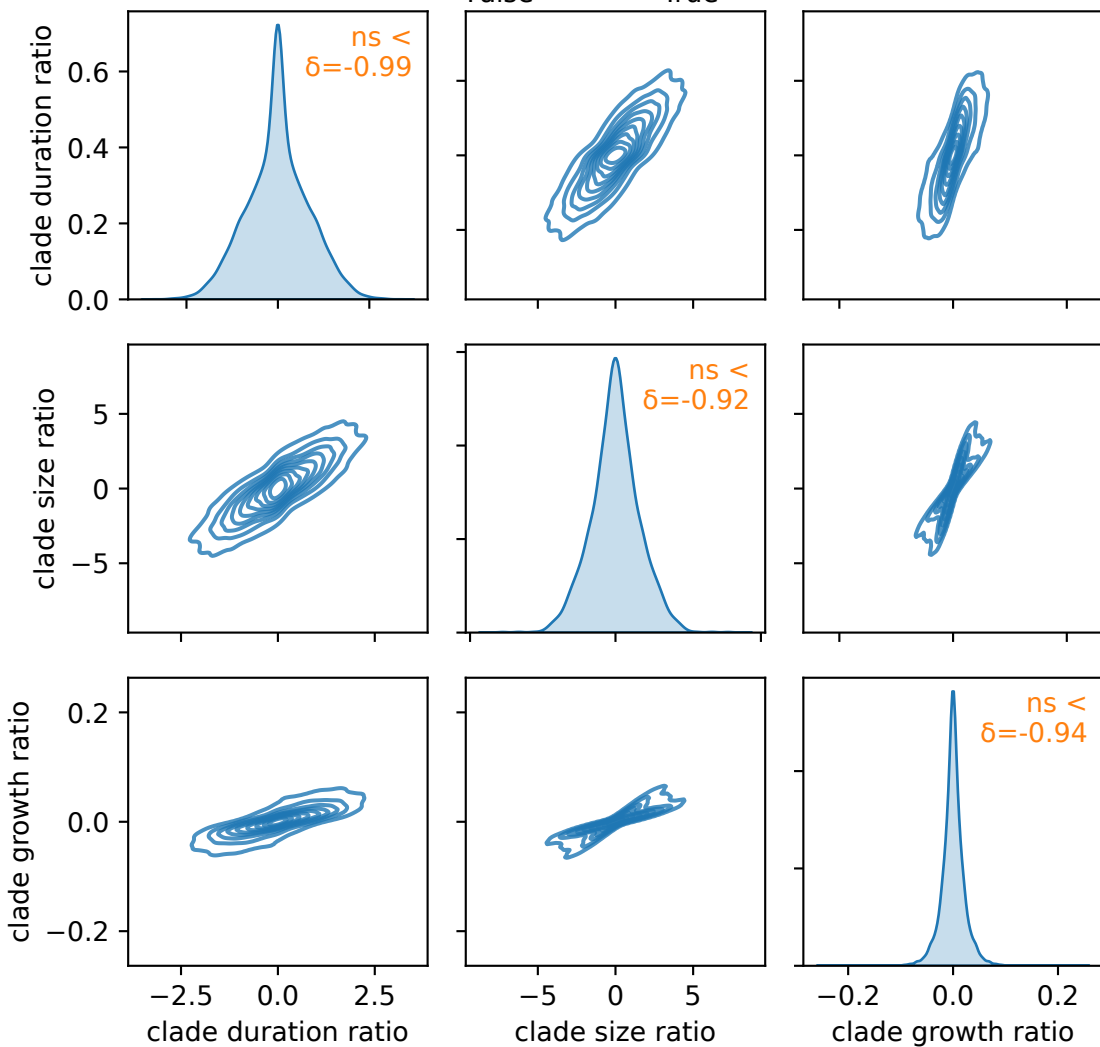 True
clade duration ratio
0.6
0.4
0.2
0.0
ns <
δ=-0.99
clade size ratio
5
0
−5
ns <
δ=-0.92
clade growth ratio
0.2
0.0
−0.2
ns <
δ=-0.94
−2.5 0.0 2.5
−5 0 5
−0.2 0.0 0.2
clade duration ratio
clade size ratio
clade growth ratio